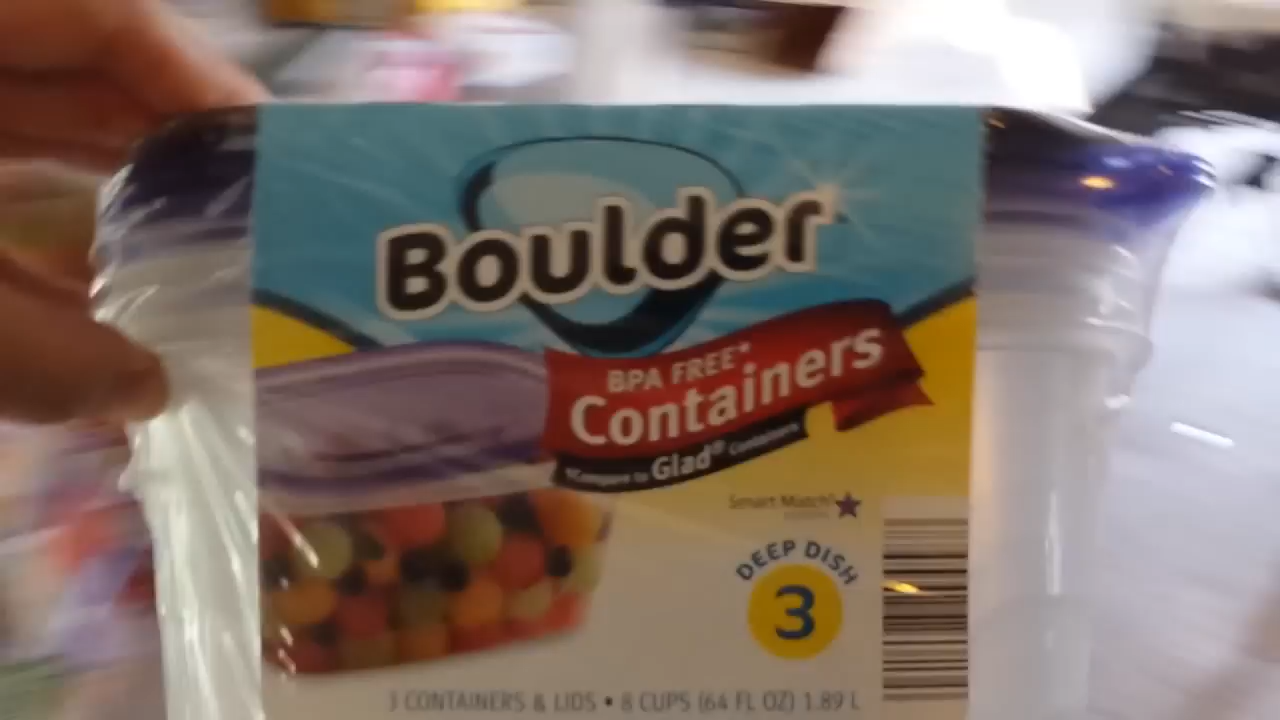 Boulder
BPA FREE*
Containers
*Compare to Glad® Containers
Smart Match
DEEP DISH
3
3 CONTAINERS & LIDS • 8 CUPS (64 FL OZ) 1.89 L